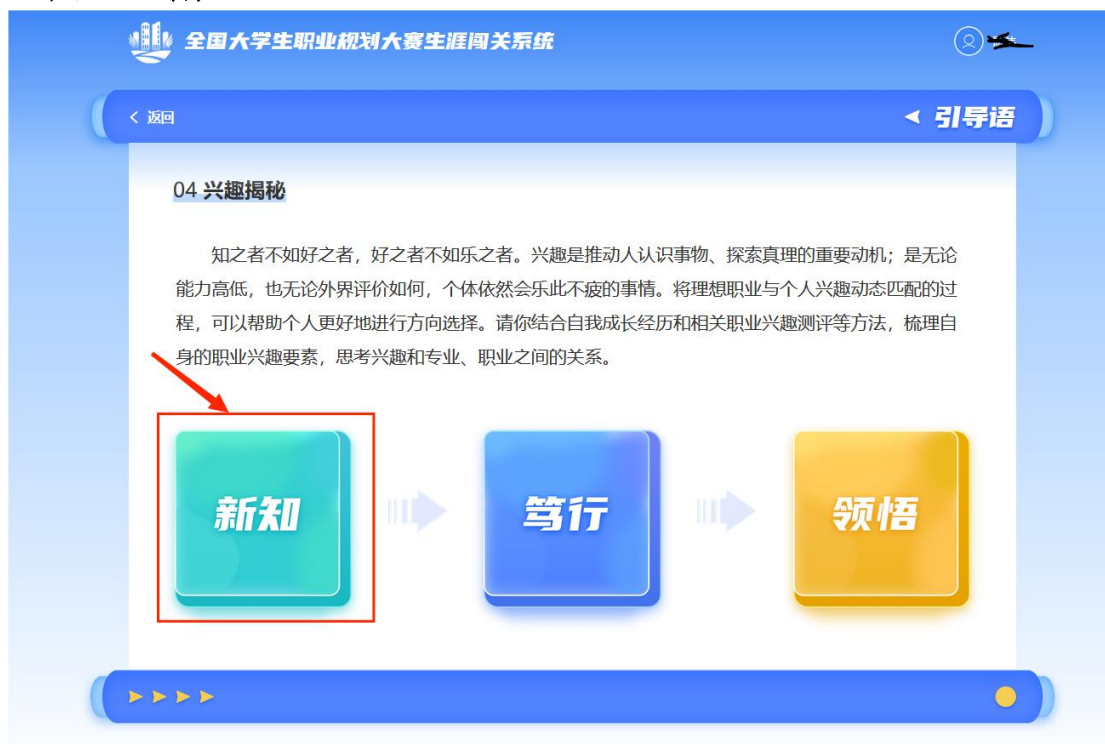 全国大学生职业规划大赛生涯闯关系统
< 返回
引导语
04 兴趣揭秘
知之者不如好之者，好之者不如乐之者。兴趣是推动人认识事物、探索真理的重要动机；是无论
能力高低，也无论外界评价如何，个体依然会乐此不疲的事情。将理想职业与个人兴趣动态匹配的过
程，可以帮助个人更好地进行方向选择。请你结合自我成长经历和相关职业兴趣测评等方法，梳理自
身的职业兴趣要素，思考兴趣和专业、职业之间的关系。
新知
笃行
领悟